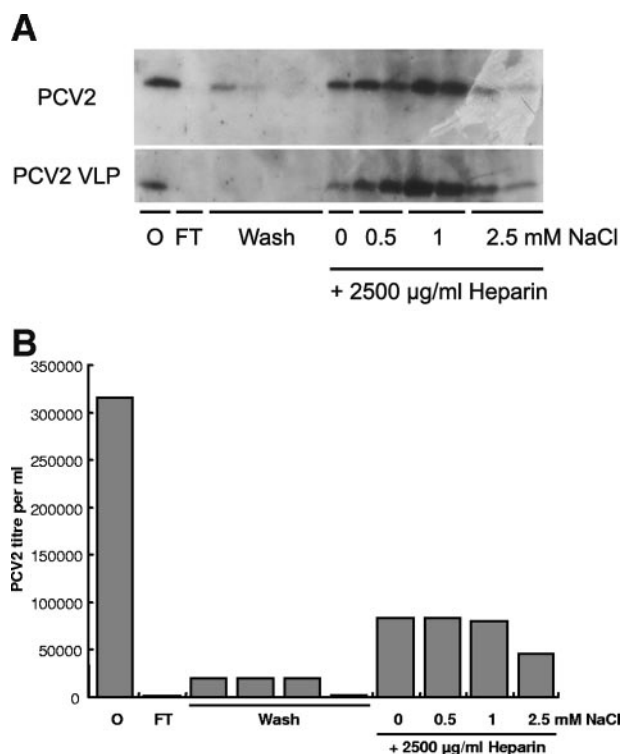 A
PCV2
PCV2 VLP
O FT Wash 0 0.5 1 2.5 mM NaCl
+ 2500 µg/ml Heparin
B
350000
300000
250000
200000
150000
100000
50000
0
PCV2 titre per ml
O FT Wash 0 0.5 1 2.5 mM NaCl
+ 2500 µg/ml Heparin